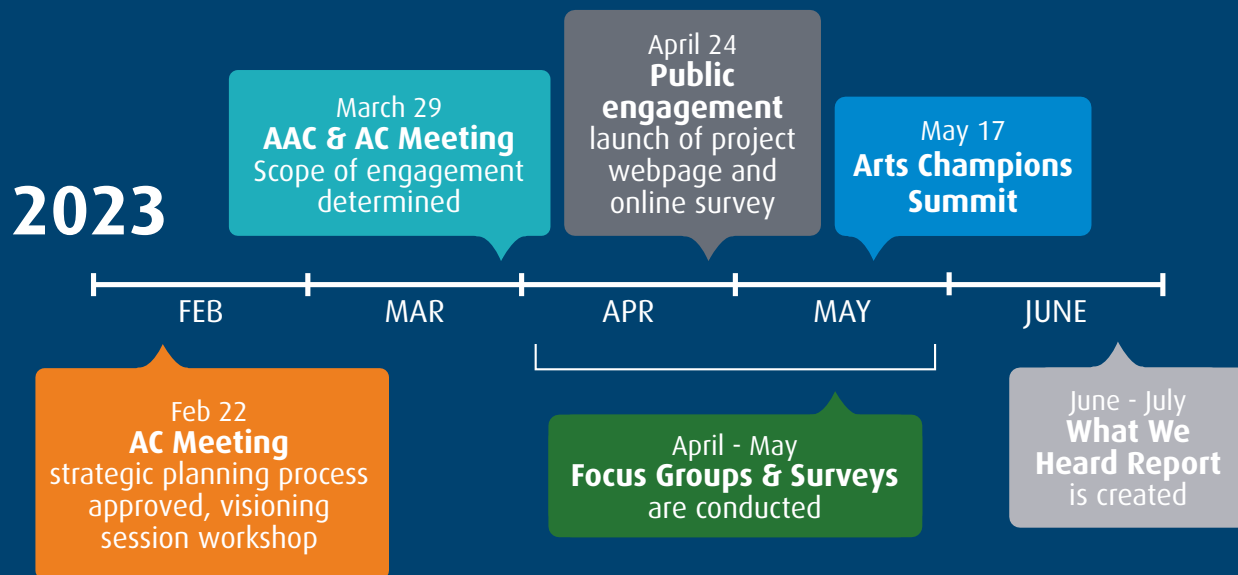 2023
March 29
AAC & AC Meeting
Scope of engagement
determined
April 24
Public
engagement
launch of project
webpage and
online survey
May 17
Arts Champions
Summit
FEB
MAR
APR
MAY
JUNE
Feb 22
AC Meeting
strategic planning process
approved, visioning
session workshop
April - May
Focus Groups & Surveys
are conducted
June - July
What We
Heard Report
is created